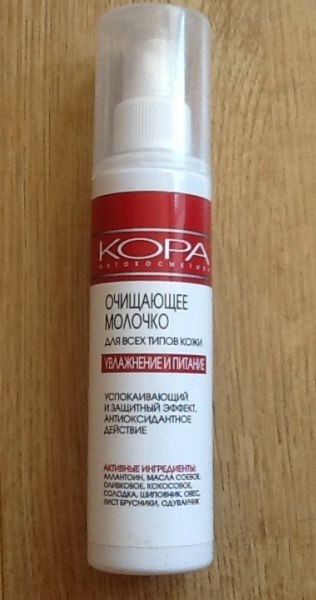 КОРА
ФИТОКОСМЕТИКА
ОЧИЩАЮЩЕЕ
МОЛОЧКО
ДЛЯ ВСЕХ ТИПОВ КОЖИ
УВЛАЖНЕНИЕ И ПИТАНИЕ
УСПОКАИВАЮЩИЙ
И ЗАЩИТНЫЙ ЭФФЕКТ,
АНТИОКСИДАНТНОЕ
ДЕЙСТВИЕ
АКТИВНЫЕ ИНГРЕДИЕНТЫ:
АЛЛАНТОИН, МАСЛА СОЕВОЕ,
ОЛИВКОВОЕ, КОКОСОВОЕ,
СОЛОДКА, ШИПОВНИК, ОВЕС,
ЛИСТ БРУСНИКИ, ОДУВАНЧИК